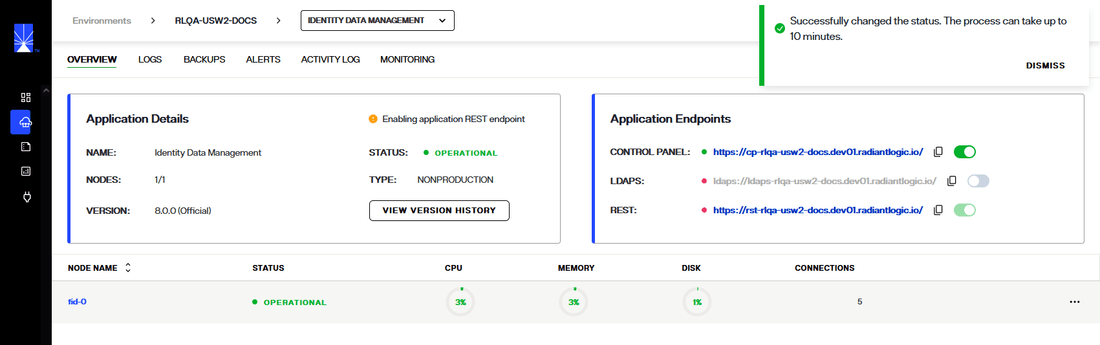 Environments > RLQA-USW2-DOCS > IDENTITY DATA MANAGEMENT
Successfully changed the status. The process can take up to
10 minutes.
DISMISS
OVERVIEW LOGS BACKUPS ALERTS ACTIVITY LOG MONITORING
Application Details
Enabling application REST endpoint
NAME: Identity Data Management
STATUS: OPERATIONAL
NODES: 1/1
TYPE: NONPRODUCTION
VERSION: 8.0.0 (Official)
VIEW VERSION HISTORY
Application Endpoints
CONTROL PANEL: https://cp-rlqa-usw2-docs.dev01.radiantlogic.io/
LDAPS: ldaps://ldaps-rlqa-usw2-docs.dev01.radiantlogic.io/
REST: https://rst-rlqa-usw2-docs.dev01.radiantlogic.io/
NODE NAME STATUS CPU MEMORY DISK CONNECTIONS
fid-0 OPERATIONAL 3% 3% 1% 5